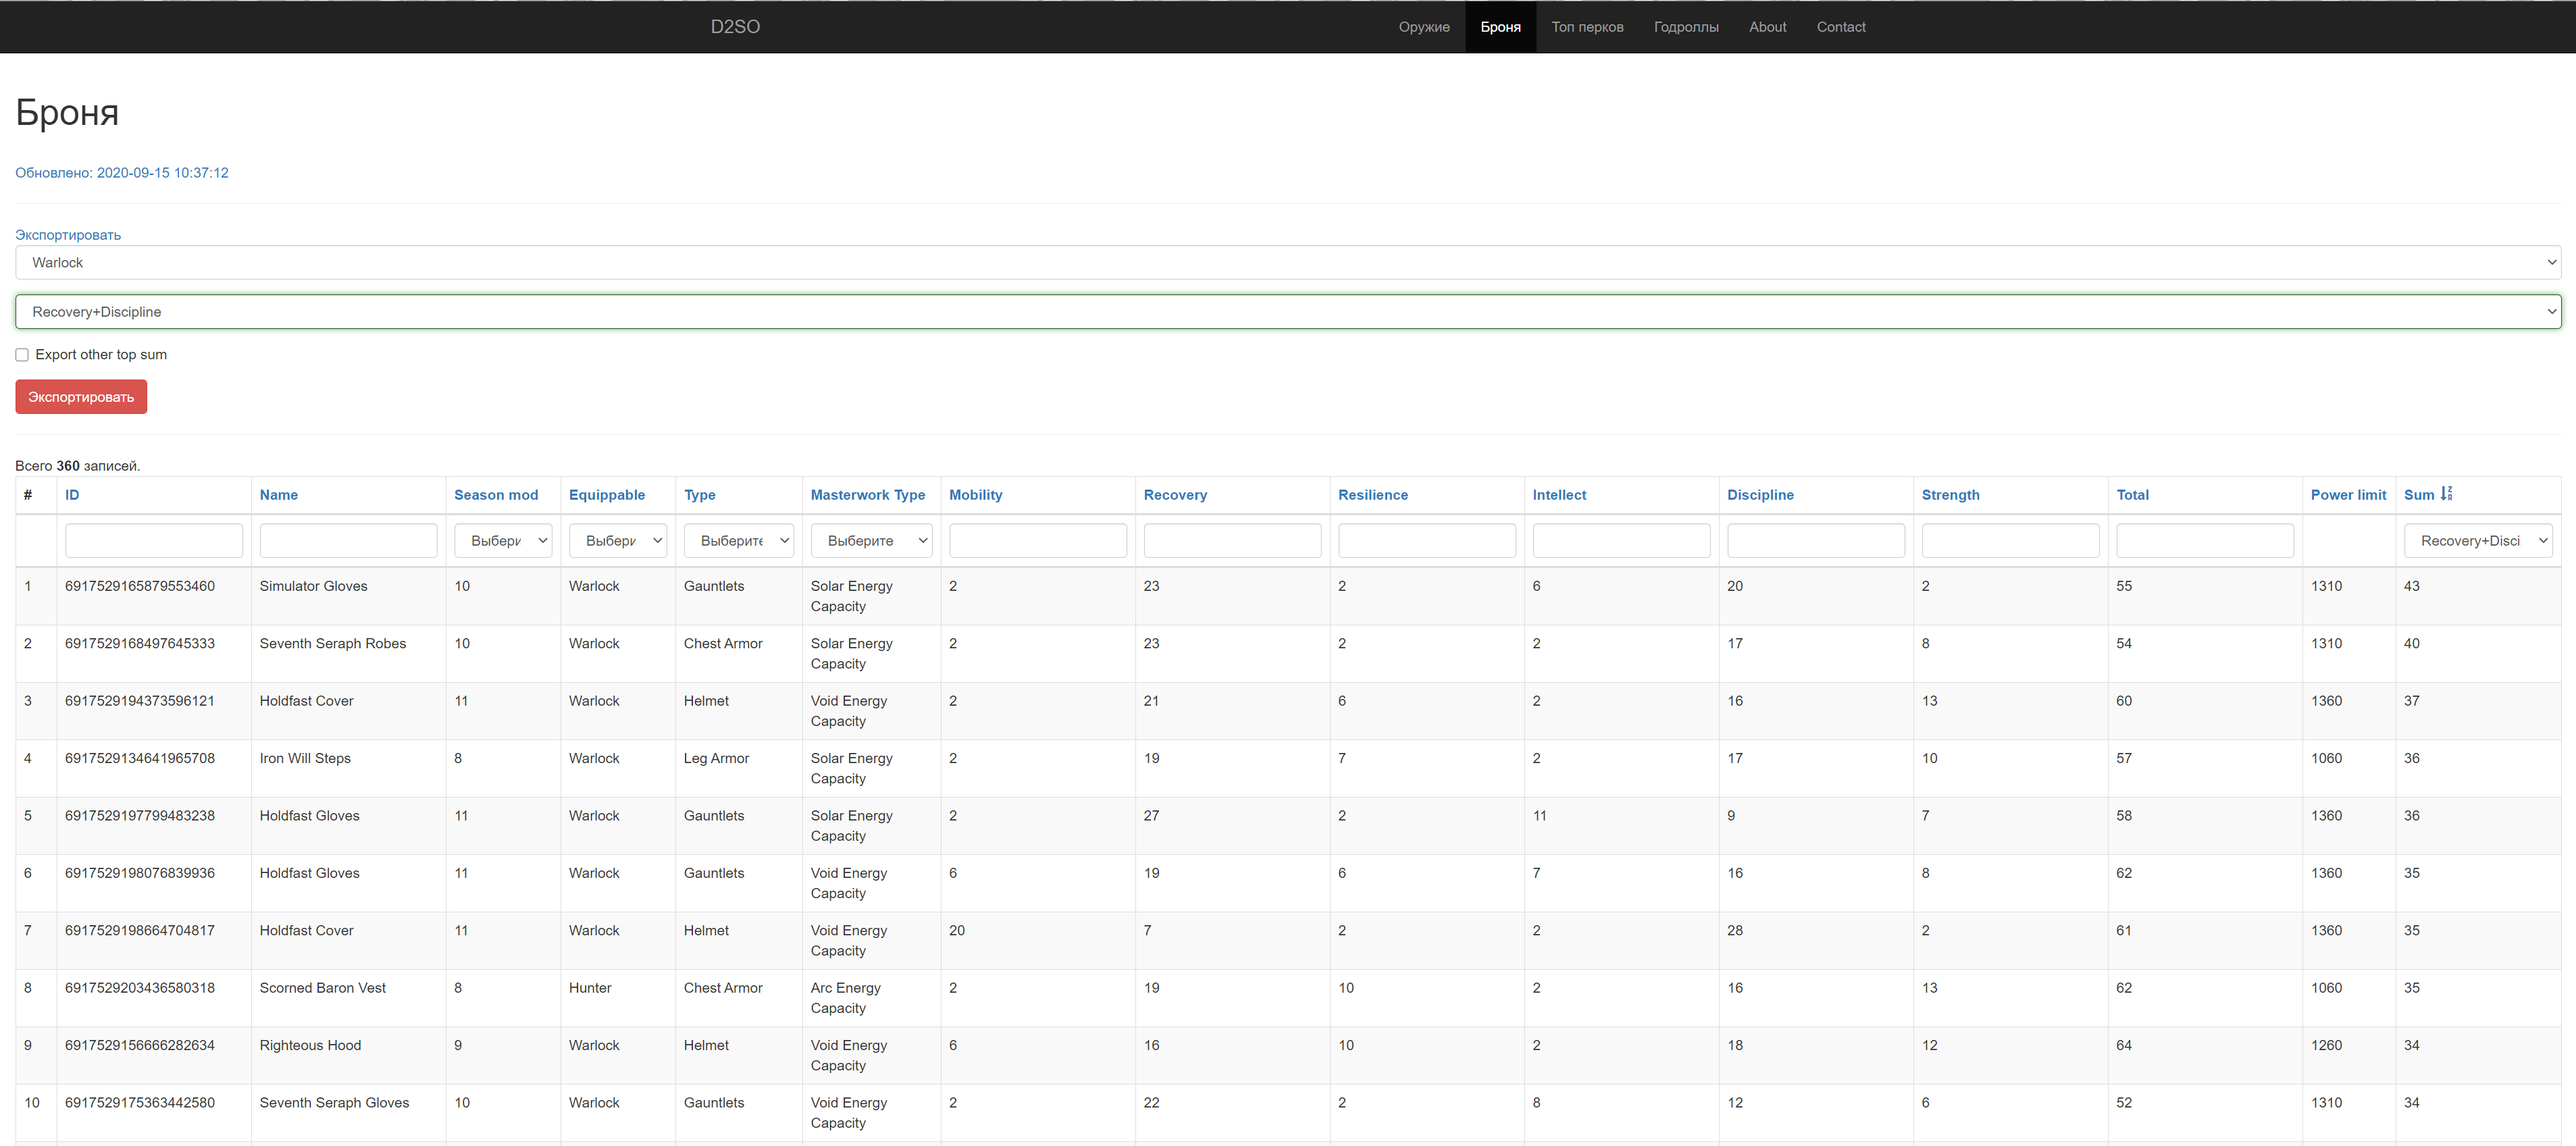 D2SO Оружие Броня Топ перков Годроллы About Contact
Броня
Обновлено: 2020-09-15 10:37:12
Экспортировать
Warlock
Recovery+Discipline
Export other top sum
Экспортировать
Всего 360 записей.
# ID Name Season mod Equippable Type Masterwork Type Mobility Recovery Resilience Intellect Discipline Strength Total Power limit Sum
Выбери Выбери Выберите Выберите Recovery+Disci
1 6917529165879553460 Simulator Gloves 10 Warlock Gauntlets Solar Energy 2 23 2 6 20 2 55 1310 43
Capacity
2 6917529168497645333 Seventh Seraph Robes 10 Warlock Chest Armor Solar Energy 2 23 2 2 17 8 54 1310 40
Capacity
3 6917529194373596121 Holdfast Cover 11 Warlock Helmet Void Energy 2 21 6 2 16 13 60 1360 37
Capacity
4 6917529134641965708 Iron Will Steps 8 Warlock Leg Armor Solar Energy 2 19 7 2 17 10 57 1060 36
Capacity
5 6917529197799483238 Holdfast Gloves 11 Warlock Gauntlets Solar Energy 2 27 2 11 9 7 58 1360 36
Capacity
6 6917529198076839936 Holdfast Gloves 11 Warlock Gauntlets Void Energy 6 19 6 7 16 8 62 1360 35
Capacity
7 6917529198664704817 Holdfast Cover 11 Warlock Helmet Void Energy 20 7 2 2 28 2 61 1360 35
Capacity
8 6917529203436580318 Scorned Baron Vest 8 Hunter Chest Armor Arc Energy 2 19 10 2 16 13 62 1060 35
Capacity
9 6917529156666282634 Righteous Hood 9 Warlock Helmet Void Energy 6 16 10 2 18 12 64 1260 34
Capacity
10 6917529175363442580 Seventh Seraph Gloves 10 Warlock Gauntlets Void Energy 2 22 2 8 12 6 52 1310 34
Capacity